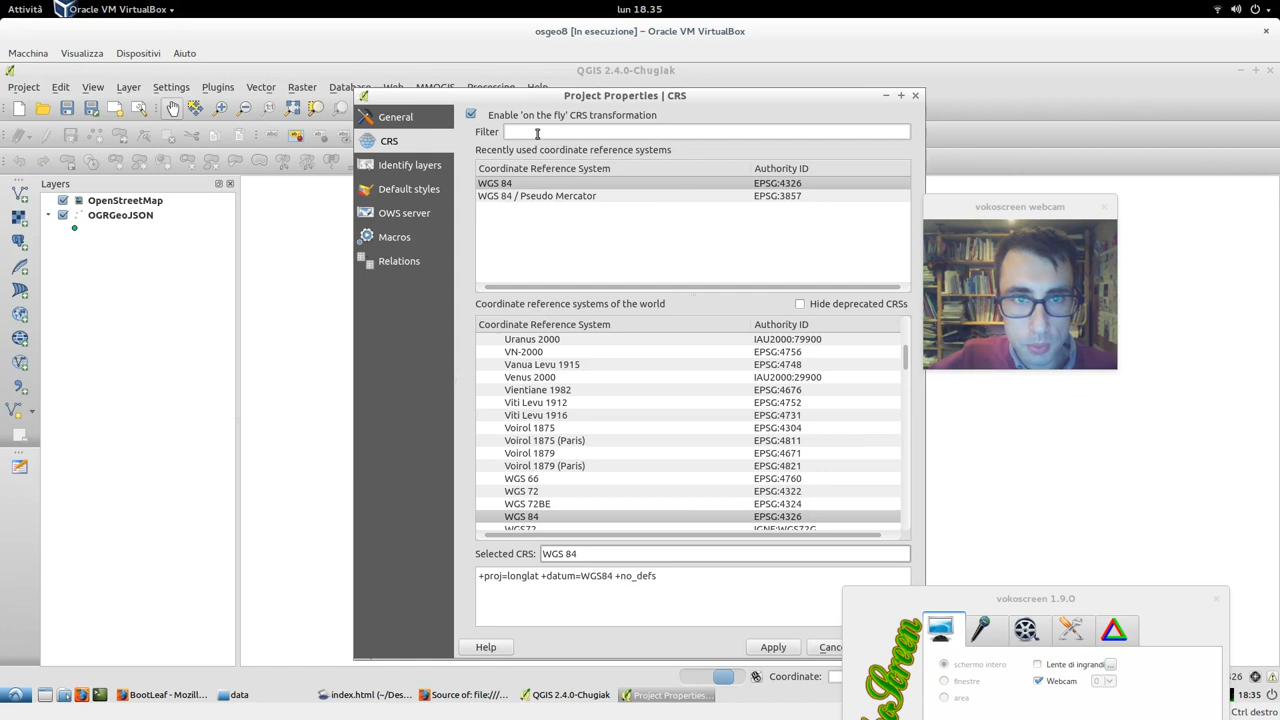 Attività Oracle VM VirtualBox lun 18.35
osgeo8 [In esecuzione] – Oracle VM VirtualBox
Macchina Visualizza Dispositivi Aiuto
QGIS 2.4.0-Chugiak
Project Edit View Layer Settings Plugins Vector Raster
Project Properties | CRS
General
CRS
Identify layers
Default styles
OWS server
Macros
Relations
Enable 'on the fly' CRS transformation
Filter
Recently used coordinate reference systems
Coordinate Reference System Authority ID
WGS 84 EPSG:4326
WGS 84 / Pseudo Mercator EPSG:3857
Coordinate reference systems of the world
Hide deprecated CRSs
Coordinate Reference System Authority ID
Uranus 2000 IAU2000:79900
VN-2000 EPSG:4756
Vanua Levu 1915 EPSG:4748
Venus 2000 IAU2000:29900
Vientiane 1982 EPSG:4676
Viti Levu 1912 EPSG:4752
Viti Levu 1916 EPSG:4731
Voirol 1875 EPSG:4304
Voirol 1875 (Paris) EPSG:4811
Voirol 1879 EPSG:4671
Voirol 1879 (Paris) EPSG:4821
WGS 66 EPSG:4760
WGS 72 EPSG:4322
WGS 72BE EPSG:4324
WGS 84 EPSG:4326
WGS72 IGNF:WGS72G
Selected CRS: WGS 84
+proj=longlat +datum=WGS84 +no_defs
Help Apply Canc
Layers
OpenStreetMap
OGRGeoJSON
vokoscreen webcam
vokoscreen 1.9.0
vokoscreen
schermo intero
finestre
area
Lente di ingrandi ...
Webcam 0
Coordinate:
BootLeaf - Mozill... data index.html (~/Des... Source of: file:///... QGIS 2.4.0-Chugiak Project Properties... 18:35
Ctrl destro